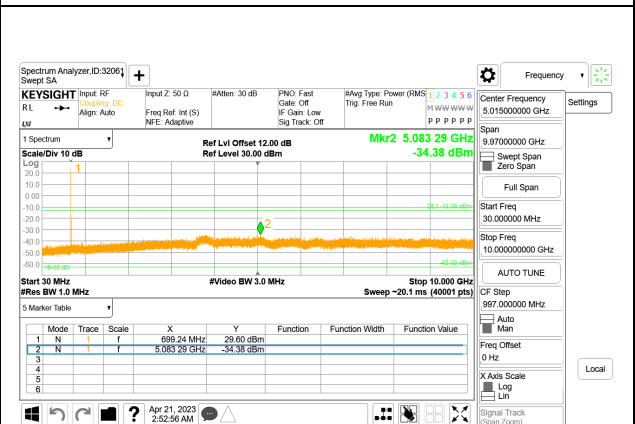 Spectrum Analyzer,ID:32061
Swept SA
+
Frequency
KEYSIGHT
RL
Input: RF
Coupling: DC
Align: Auto
Input Z: 50 Ω
Freq Ref: Int (S)
NFE: Adaptive
#Atten: 30 dB
PNO: Fast
Gate: Off
IF Gain: Low
Sig Track: Off
#Avg Type: Power (RMS
Trig: Free Run
1 2 3 4 5 6
M W W W W W
P P P P P P
1 Spectrum
Scale/Div 10 dB
Log
Ref Lvl Offset 12.00 dB
Ref Level 30.00 dBm
Mkr2 5.083 29 GHz
-34.38 dBm
20.0
10.0
0.00
-10.0
-20.0
-30.0
-40.0
-50.0
-60.0
1
2
DL1 -13.00 dBm
Start 30 MHz
#Res BW 1.0 MHz
#Video BW 3.0 MHz
Stop 10.000 GHz
Sweep ~20.1 ms (40001 pts)
5 Marker Table
Mode Trace Scale X Y Function Function Width Function Value
1 N 1 f 699.24 MHz 29.60 dBm
2 N 1 f 5.083 29 GHz -34.38 dBm
3
4
5
6
Apr 21, 2023
2:52:56 AM
?
Center Frequency
5.015000000 GHz
Settings
Span
9.97000000 GHz
Swept Span
Zero Span
Full Span
Start Freq
30.000000 MHz
Stop Freq
10.000000000 GHz
AUTO TUNE
CF Step
997.000000 MHz
Auto
Man
Freq Offset
0 Hz
X Axis Scale
Log
Lin
Local
Signal Track
(Span Zoom)